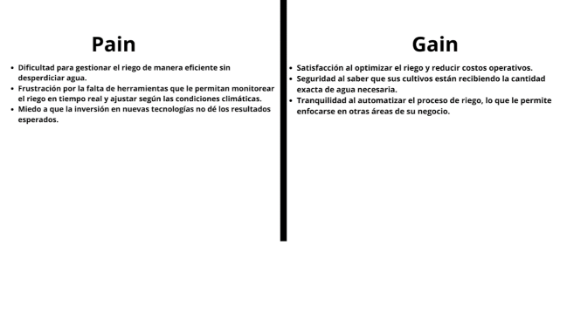 Pain
• Dificultad para gestionar el riego de manera eficiente sin
desperdiciar agua.
• Frustración por la falta de herramientas que le permitan monitorear
el riego en tiempo real y ajustar según las condiciones climáticas.
• Miedo a que la inversión en nuevas tecnologías no dé los resultados
esperados.
Gain
• Satisfacción al optimizar el riego y reducir costos operativos.
• Seguridad al saber que sus cultivos están recibiendo la cantidad
exacta de agua necesaria.
• Tranquilidad al automatizar el proceso de riego, lo que le permite
enfocarse en otras áreas de su negocio.